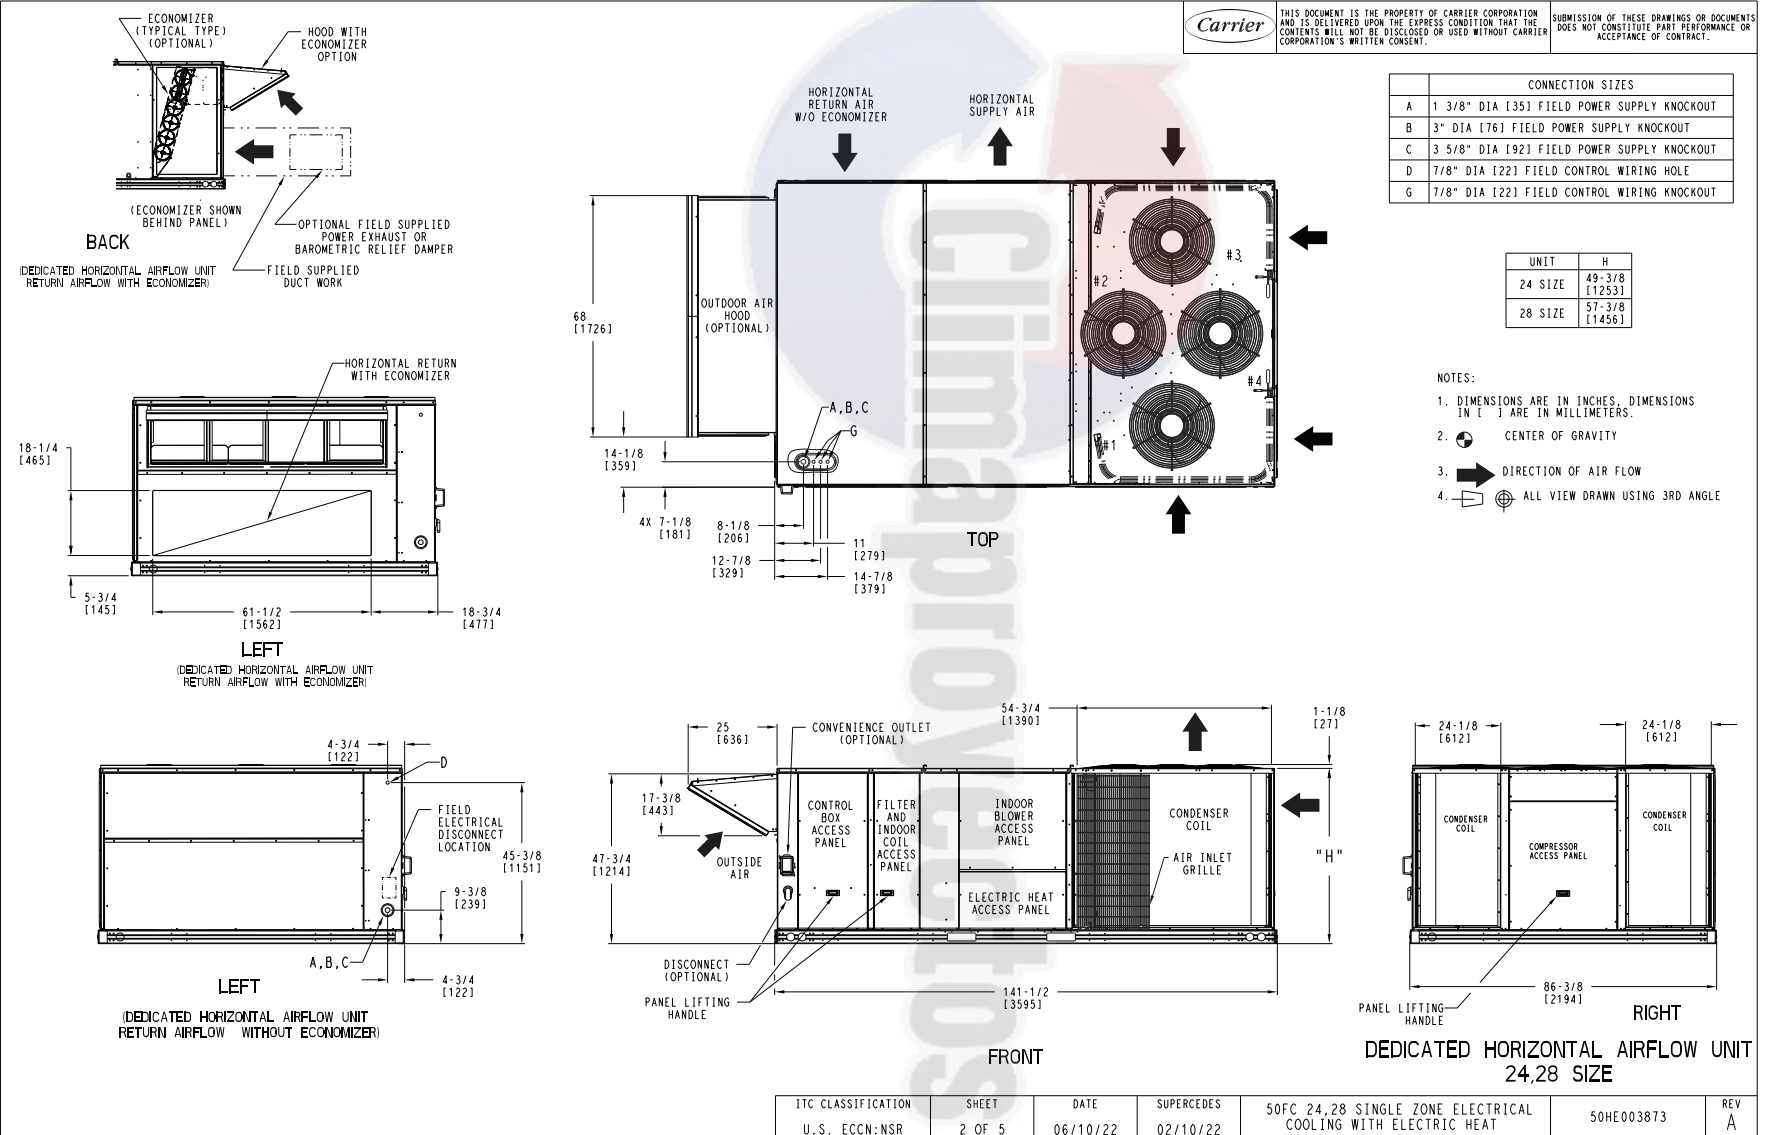 Carrier
THIS DOCUMENT IS THE PROPERTY OF CARRIER CORPORATION
AND IS DELIVERED UPON THE EXPRESS CONDITION THAT THE
CONTENTS WILL NOT BE DISCLOSED OR USED WITHOUT CARRIER
CORPORATION'S WRITTEN CONSENT.
SUBMISSION OF THESE DRAWINGS OR DOCUMENTS
DOES NOT CONSTITUTE PART PERFORMANCE OR
ACCEPTANCE OF CONTRACT.
ECONOMIZER
(TYPICAL TYPE)
(OPTIONAL)
HOOD WITH
ECONOMIZER
OPTION
(ECONOMIZER SHOWN
BEHIND PANEL)
OPTIONAL FIELD SUPPLIED
POWER EXHAUST OR
BAROMETRIC RELIEF DAMPER
FIELD SUPPLIED
DUCT WORK
BACK
(DEDICATED HORIZONTAL AIRFLOW UNIT
RETURN AIRFLOW WITH ECONOMIZER)
HORIZONTAL
RETURN AIR
W/O ECONOMIZER
HORIZONTAL
SUPPLY AIR
CONNECTION SIZES
A 1 3/8" DIA [35] FIELD POWER SUPPLY KNOCKOUT
B 3" DIA [76] FIELD POWER SUPPLY KNOCKOUT
C 3 5/8" DIA [92] FIELD POWER SUPPLY KNOCKOUT
D 7/8" DIA [22] FIELD CONTROL WIRING HOLE
G 7/8" DIA [22] FIELD CONTROL WIRING KNOCKOUT
UNIT H
24 SIZE 49-3/8
[1253]
28 SIZE 57-3/8
[1456]
NOTES:
1. DIMENSIONS ARE IN INCHES, DIMENSIONS
IN [ ] ARE IN MILLIMETERS.
2. CENTER OF GRAVITY
3. DIRECTION OF AIR FLOW
4. ALL VIEW DRAWN USING 3RD ANGLE
68
[1726]
OUTDOOR AIR
HOOD
(OPTIONAL)
#3
#2
#4
#1
A,B,C
G
14-1/8
[359]
4X 7-1/8
[181]
8-1/8
[206]
11
[279]
12-7/8
[329]
14-7/8
[379]
TOP
HORIZONTAL RETURN
WITH ECONOMIZER
18-1/4
[465]
5-3/4
[145]
61-1/2
[1562]
18-3/4
[477]
LEFT
(DEDICATED HORIZONTAL AIRFLOW UNIT
RETURN AIRFLOW WITH ECONOMIZER)
4-3/4
[122]
D
FIELD
ELECTRICAL
DISCONNECT
LOCATION
45-3/8
[1151]
9-3/8
[239]
A,B,C
4-3/4
[122]
LEFT
(DEDICATED HORIZONTAL AIRFLOW UNIT
RETURN AIRFLOW WITHOUT ECONOMIZER)
25
[636]
CONVENIENCE OUTLET
(OPTIONAL)
54-3/4
[1390]
1-1/8
[27]
17-3/8
[443]
47-3/4
[1214]
OUTSIDE
AIR
CONTROL
BOX
ACCESS
PANEL
FILTER
AND
INDOOR
COIL
ACCESS
PANEL
INDOOR
BLOWER
ACCESS
PANEL
ELECTRIC HEAT
ACCESS PANEL
CONDENSER
COIL
AIR INLET
GRILLE
"H"
DISCONNECT
(OPTIONAL)
PANEL LIFTING
HANDLE
141-1/2
[3595]
FRONT
24-1/8
[612]
24-1/8
[612]
CONDENSER
COIL
CONDENSER
COIL
COMPRESSOR
ACCESS PANEL
86-3/8
[2194]
PANEL LIFTING
HANDLE
RIGHT
DEDICATED HORIZONTAL AIRFLOW UNIT
24,28 SIZE
ITC CLASSIFICATION
U.S. ECCN:NSR
SHEET
2 OF 5
DATE
06/10/22
SUPERCEDES
02/10/22
50FC 24,28 SINGLE ZONE ELECTRICAL
COOLING WITH ELECTRIC HEAT
50HE003873
REV
A
Climaproyectos